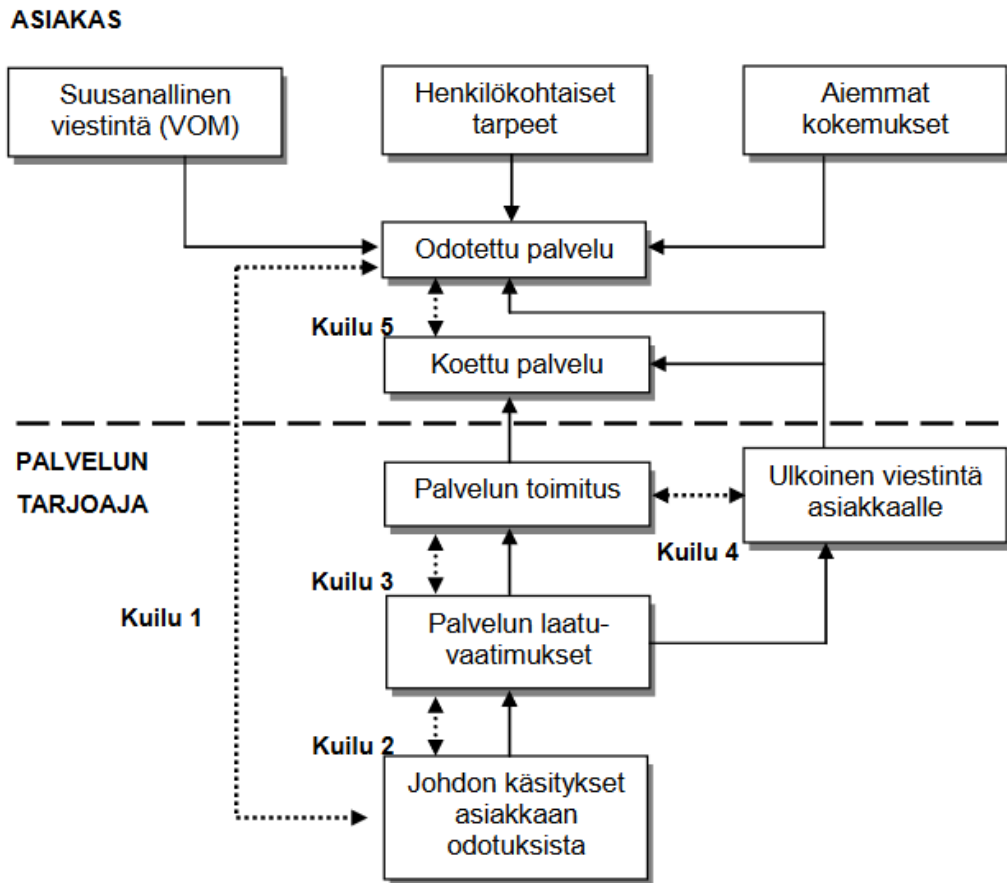 ASIAKAS
Suusanallinen
viestintä (VOM)
Henkilökohtaiset
tarpeet
Aiemmat
kokemukset
Odotettu palvelu
Kuilu 5
Koettu palvelu
PALVELUN
TARJOAJA
Palvelun toimitus
Ulkoinen viestintä
asiakkaalle
Kuilu 4
Kuilu 3
Kuilu 1
Palvelun laatu-
vaatimukset
Kuilu 2
Johdon käsitykset
asiakkaan
odotuksista